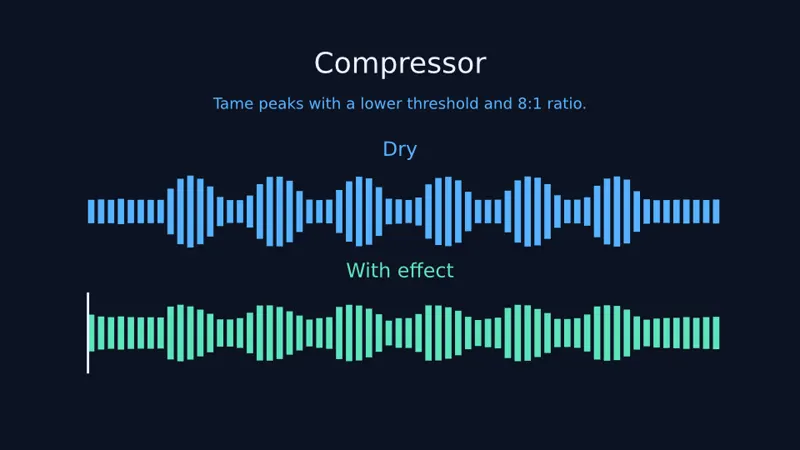 Compressor
Tame peaks with a lower threshold and 8:1 ratio.
Dry
With effect